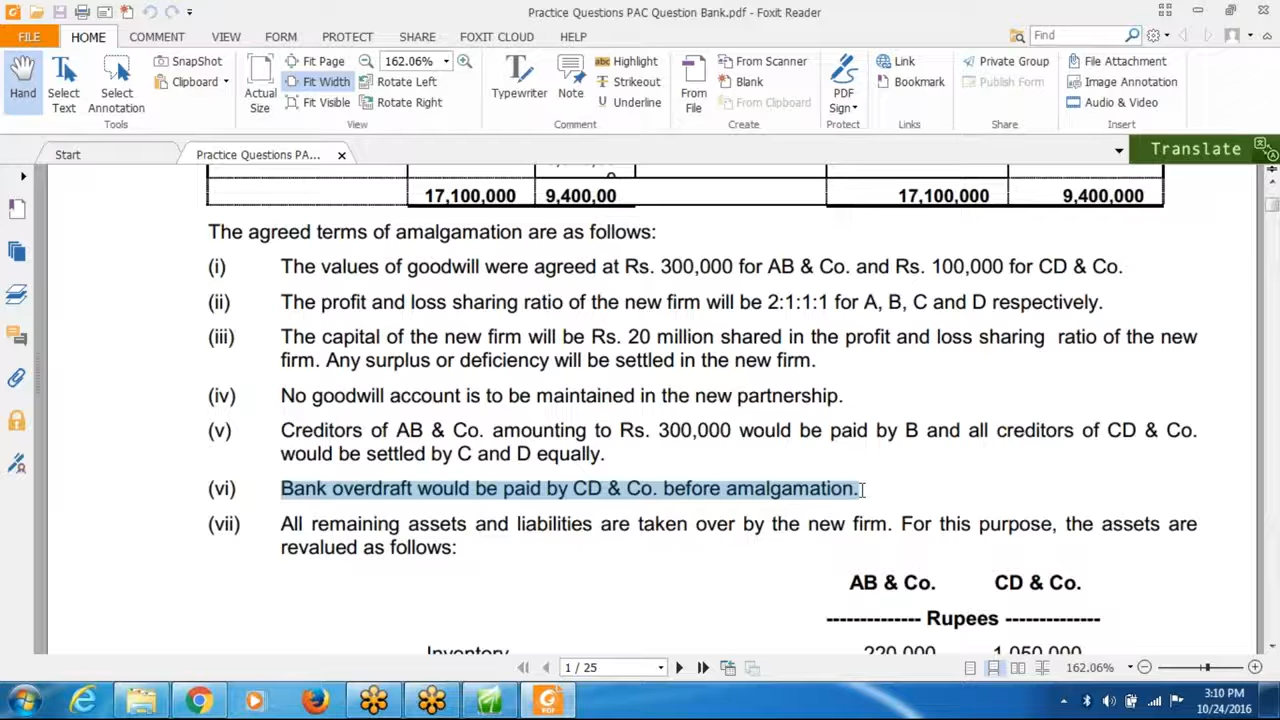 Practice Questions PAC Question Bank.pdf - Foxit Reader
FILE HOME COMMENT VIEW FORM PROTECT SHARE FOXIT CLOUD HELP Find
Hand
Select Text
Select Annotation
SnapShot
Clipboard
Tools
Actual Size
Fit Page
Fit Width
Fit Visible
162.06%
Rotate Left
Rotate Right
View
Typewriter
Note
Highlight
Strikeout
Underline
Comment
From File
From Scanner
Blank
From Clipboard
Create
PDF Sign
Protect
Link
Bookmark
Links
Private Group
Publish Form
Share
File Attachment
Image Annotation
Audio & Video
Insert
Start Practice Questions PA... Translate
17,100,000 9,400,00 17,100,000 9,400,000
The agreed terms of amalgamation are as follows:
(i) The values of goodwill were agreed at Rs. 300,000 for AB & Co. and Rs. 100,000 for CD & Co.
(ii) The profit and loss sharing ratio of the new firm will be 2:1:1:1 for A, B, C and D respectively.
(iii) The capital of the new firm will be Rs. 20 million shared in the profit and loss sharing ratio of the new
firm. Any surplus or deficiency will be settled in the new firm.
(iv) No goodwill account is to be maintained in the new partnership.
(v) Creditors of AB & Co. amounting to Rs. 300,000 would be paid by B and all creditors of CD & Co.
would be settled by C and D equally.
(vi) Bank overdraft would be paid by CD & Co. before amalgamation.
(vii) All remaining assets and liabilities are taken over by the new firm. For this purpose, the assets are
revalued as follows:
AB & Co. CD & Co.
-------------- Rupees --------------
Inventory 220,000 1,050,000
1 / 25 162.06%
3:10 PM
10/24/2016